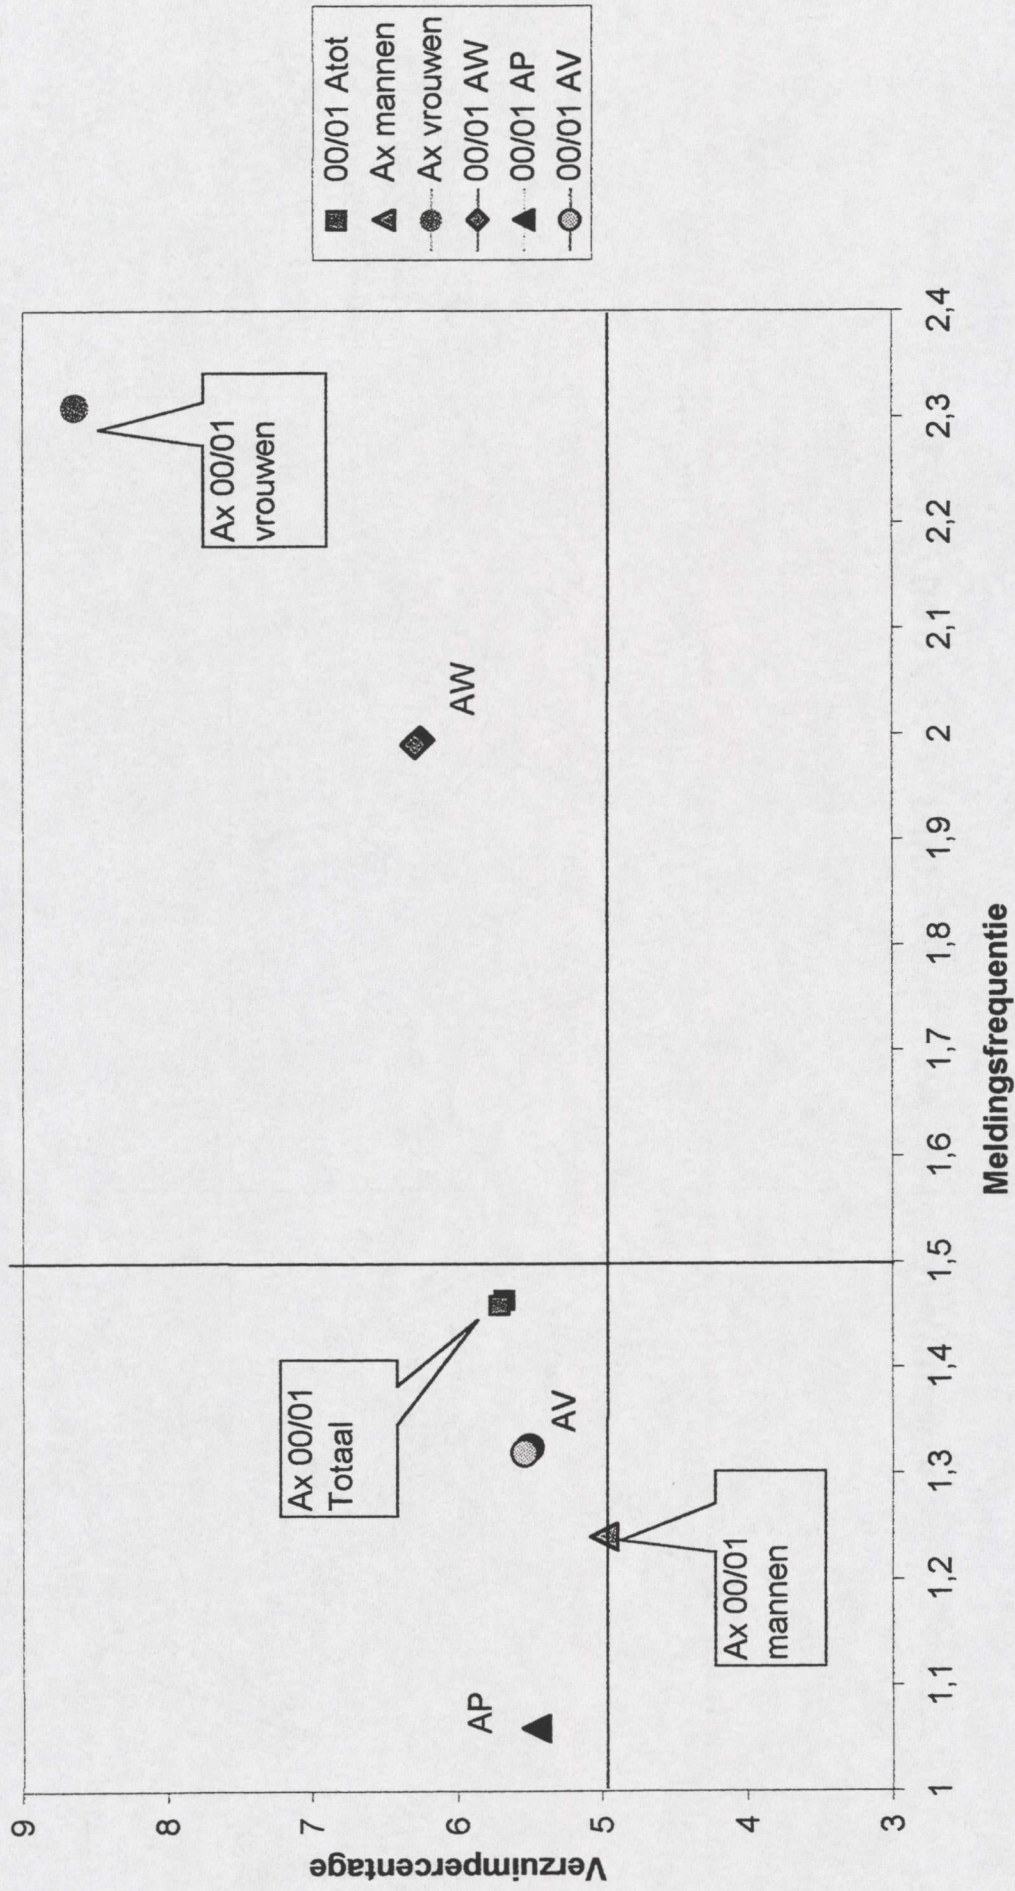 Verzuimpercentage
9
8
7
6
5
4
3
Ax 00/01
vrouwen
AW
Ax 00/01
Totaal
AV
AP
Ax 00/01
mannen
1
1,1
1,2
1,3
1,4
1,5
1,6
1,7
1,8
1,9
2
2,1
2,2
2,3
2,4
Meldingsfrequentie
00/01 Atot
Ax mannen
Ax vrouwen
00/01 AW
00/01 AP
00/01 AV